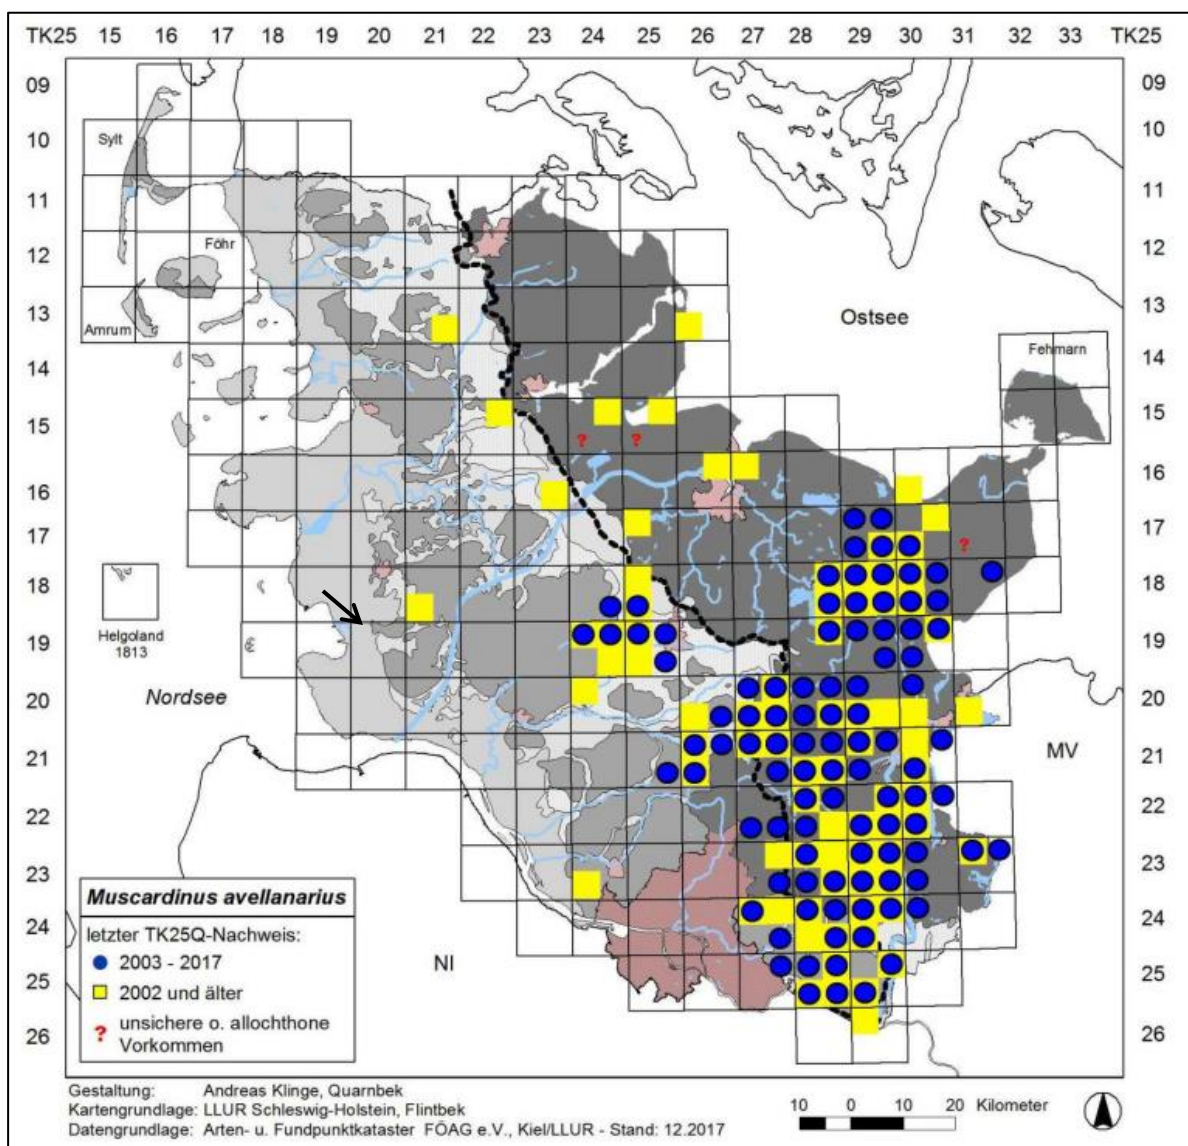 TK25 15 16 17 18 19 20 21 22 23 24 25 26 27 28 29 30 31 32 33 TK25
09 09
10 10
Sylt
11 11
12 12
Föhr
13 13
Amrum
Ostsee
14 14
Fehmarn
15 15
? ?
16 16
17 17
?
18 18
19 19
Helgoland
1813
Nordsee
20 20
MV
21 21
22 22
23 23
24 24
NI
25 25
26 26
Muscardinus avellanarius
letzter TK25Q-Nachweis:
2003 - 2017
2002 und älter
? unsichere o. allochthone
Vorkommen
Gestaltung: Andreas Klinge, Quarnbek
Kartengrundlage: LLUR Schleswig-Holstein, Flintbek
Datengrundlage: Arten- u. Fundpunktkataster FÖAG e.V., Kiel/LLUR - Stand: 12.2017
10 0 10 20 Kilometer